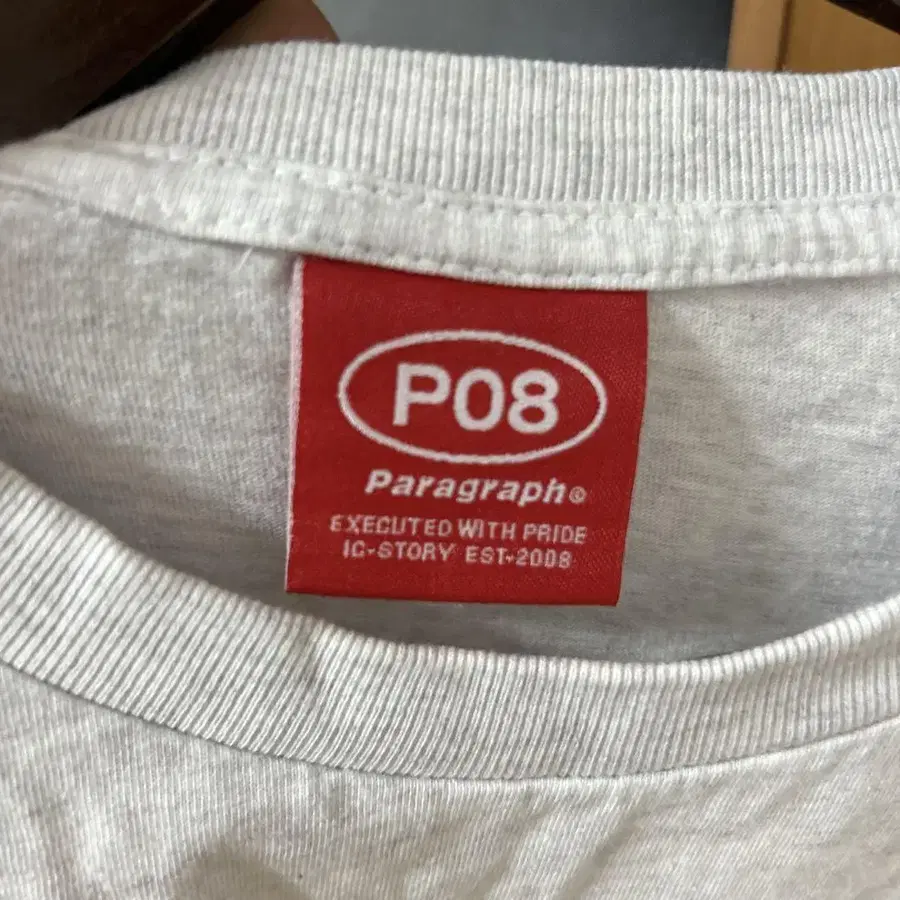 P08
Paragraph®
EXECUTED WITH PRIDE
IC-STORY EST-2008